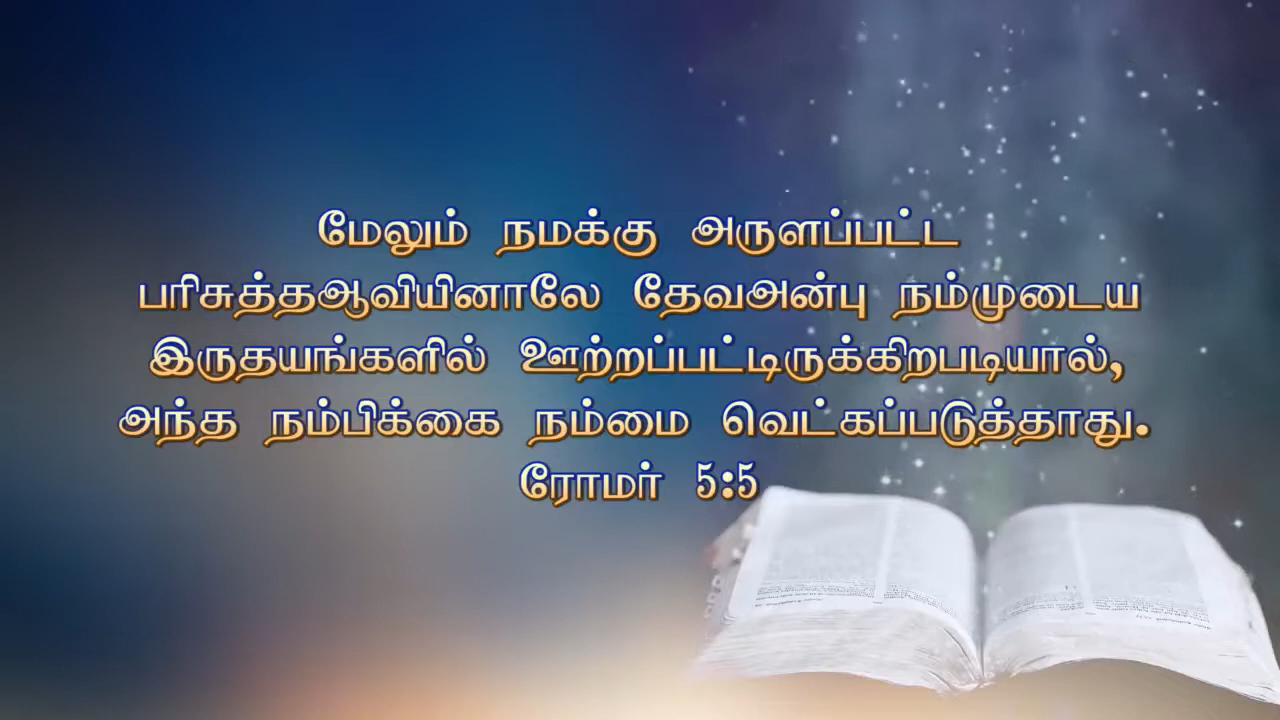 மேலும் நமக்கு அருளப்பட்ட
பரிசுத்தஆவியினாலே தேவஅன்பு நம்முடைய
இருதயங்களில் ஊற்றப்பட்டிருக்கிறபடியால்,
அந்த நம்பிக்கை நம்மை வெட்கப்படுத்தாது.
ரோமர் 5:5